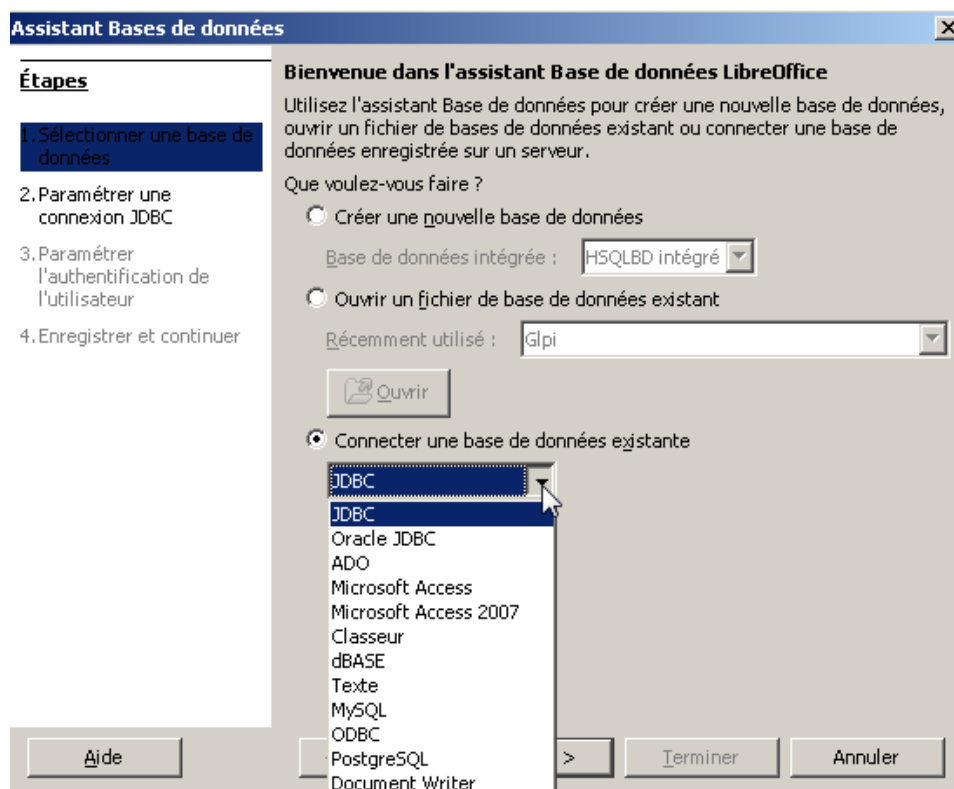 Assistant Bases de données
Étapes
1. Sélectionner une base de
données
2. Paramétrer une
connexion JDBC
3. Paramétrer
l'authentification de
l'utilisateur
4. Enregistrer et continuer
Bienvenue dans l'assistant Base de données LibreOffice
Utilisez l'assistant Base de données pour créer une nouvelle base de données,
ouvrir un fichier de bases de données existant ou connecter une base de
données enregistrée sur un serveur.
Que voulez-vous faire ?
Créer une nouvelle base de données
Base de données intégrée : HSQLBD intégré
Ouvrir un fichier de base de données existant
Récemment utilisé : Glpi
Ouvrir
Connecter une base de données existante
JDBC
JDBC
Oracle JDBC
ADO
Microsoft Access
Microsoft Access 2007
Classeur
dBASE
Texte
MySQL
ODBC
PostgreSQL
Document Writer
Aide
>
Terminer
Annuler